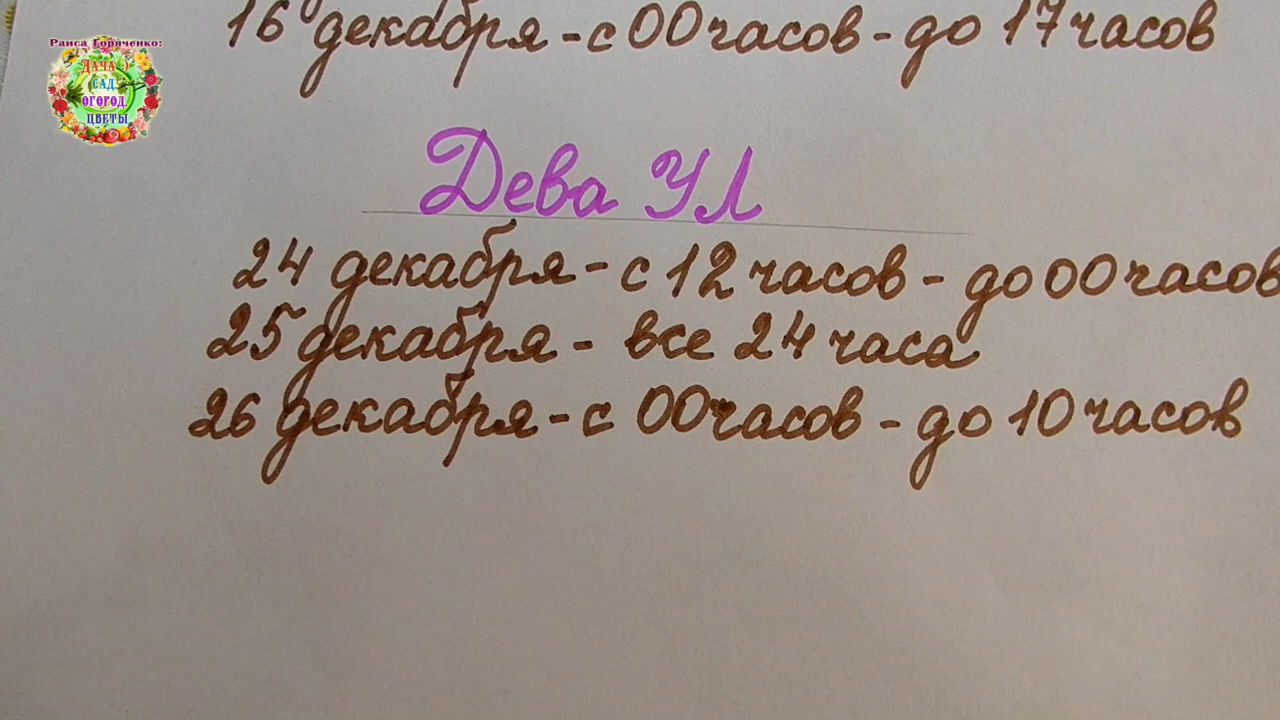 16 декабря - с 00 часов - до 17 часов
Раиса Горяченко:
ДАЧА
САД,
ОГОРОД,
ЦВЕТЫ
Дева УЛ
24 декабря - с 12 часов - до 00 часов
25 декабря - все 24 часа
26 декабря - с 00 часов - до 10 часов